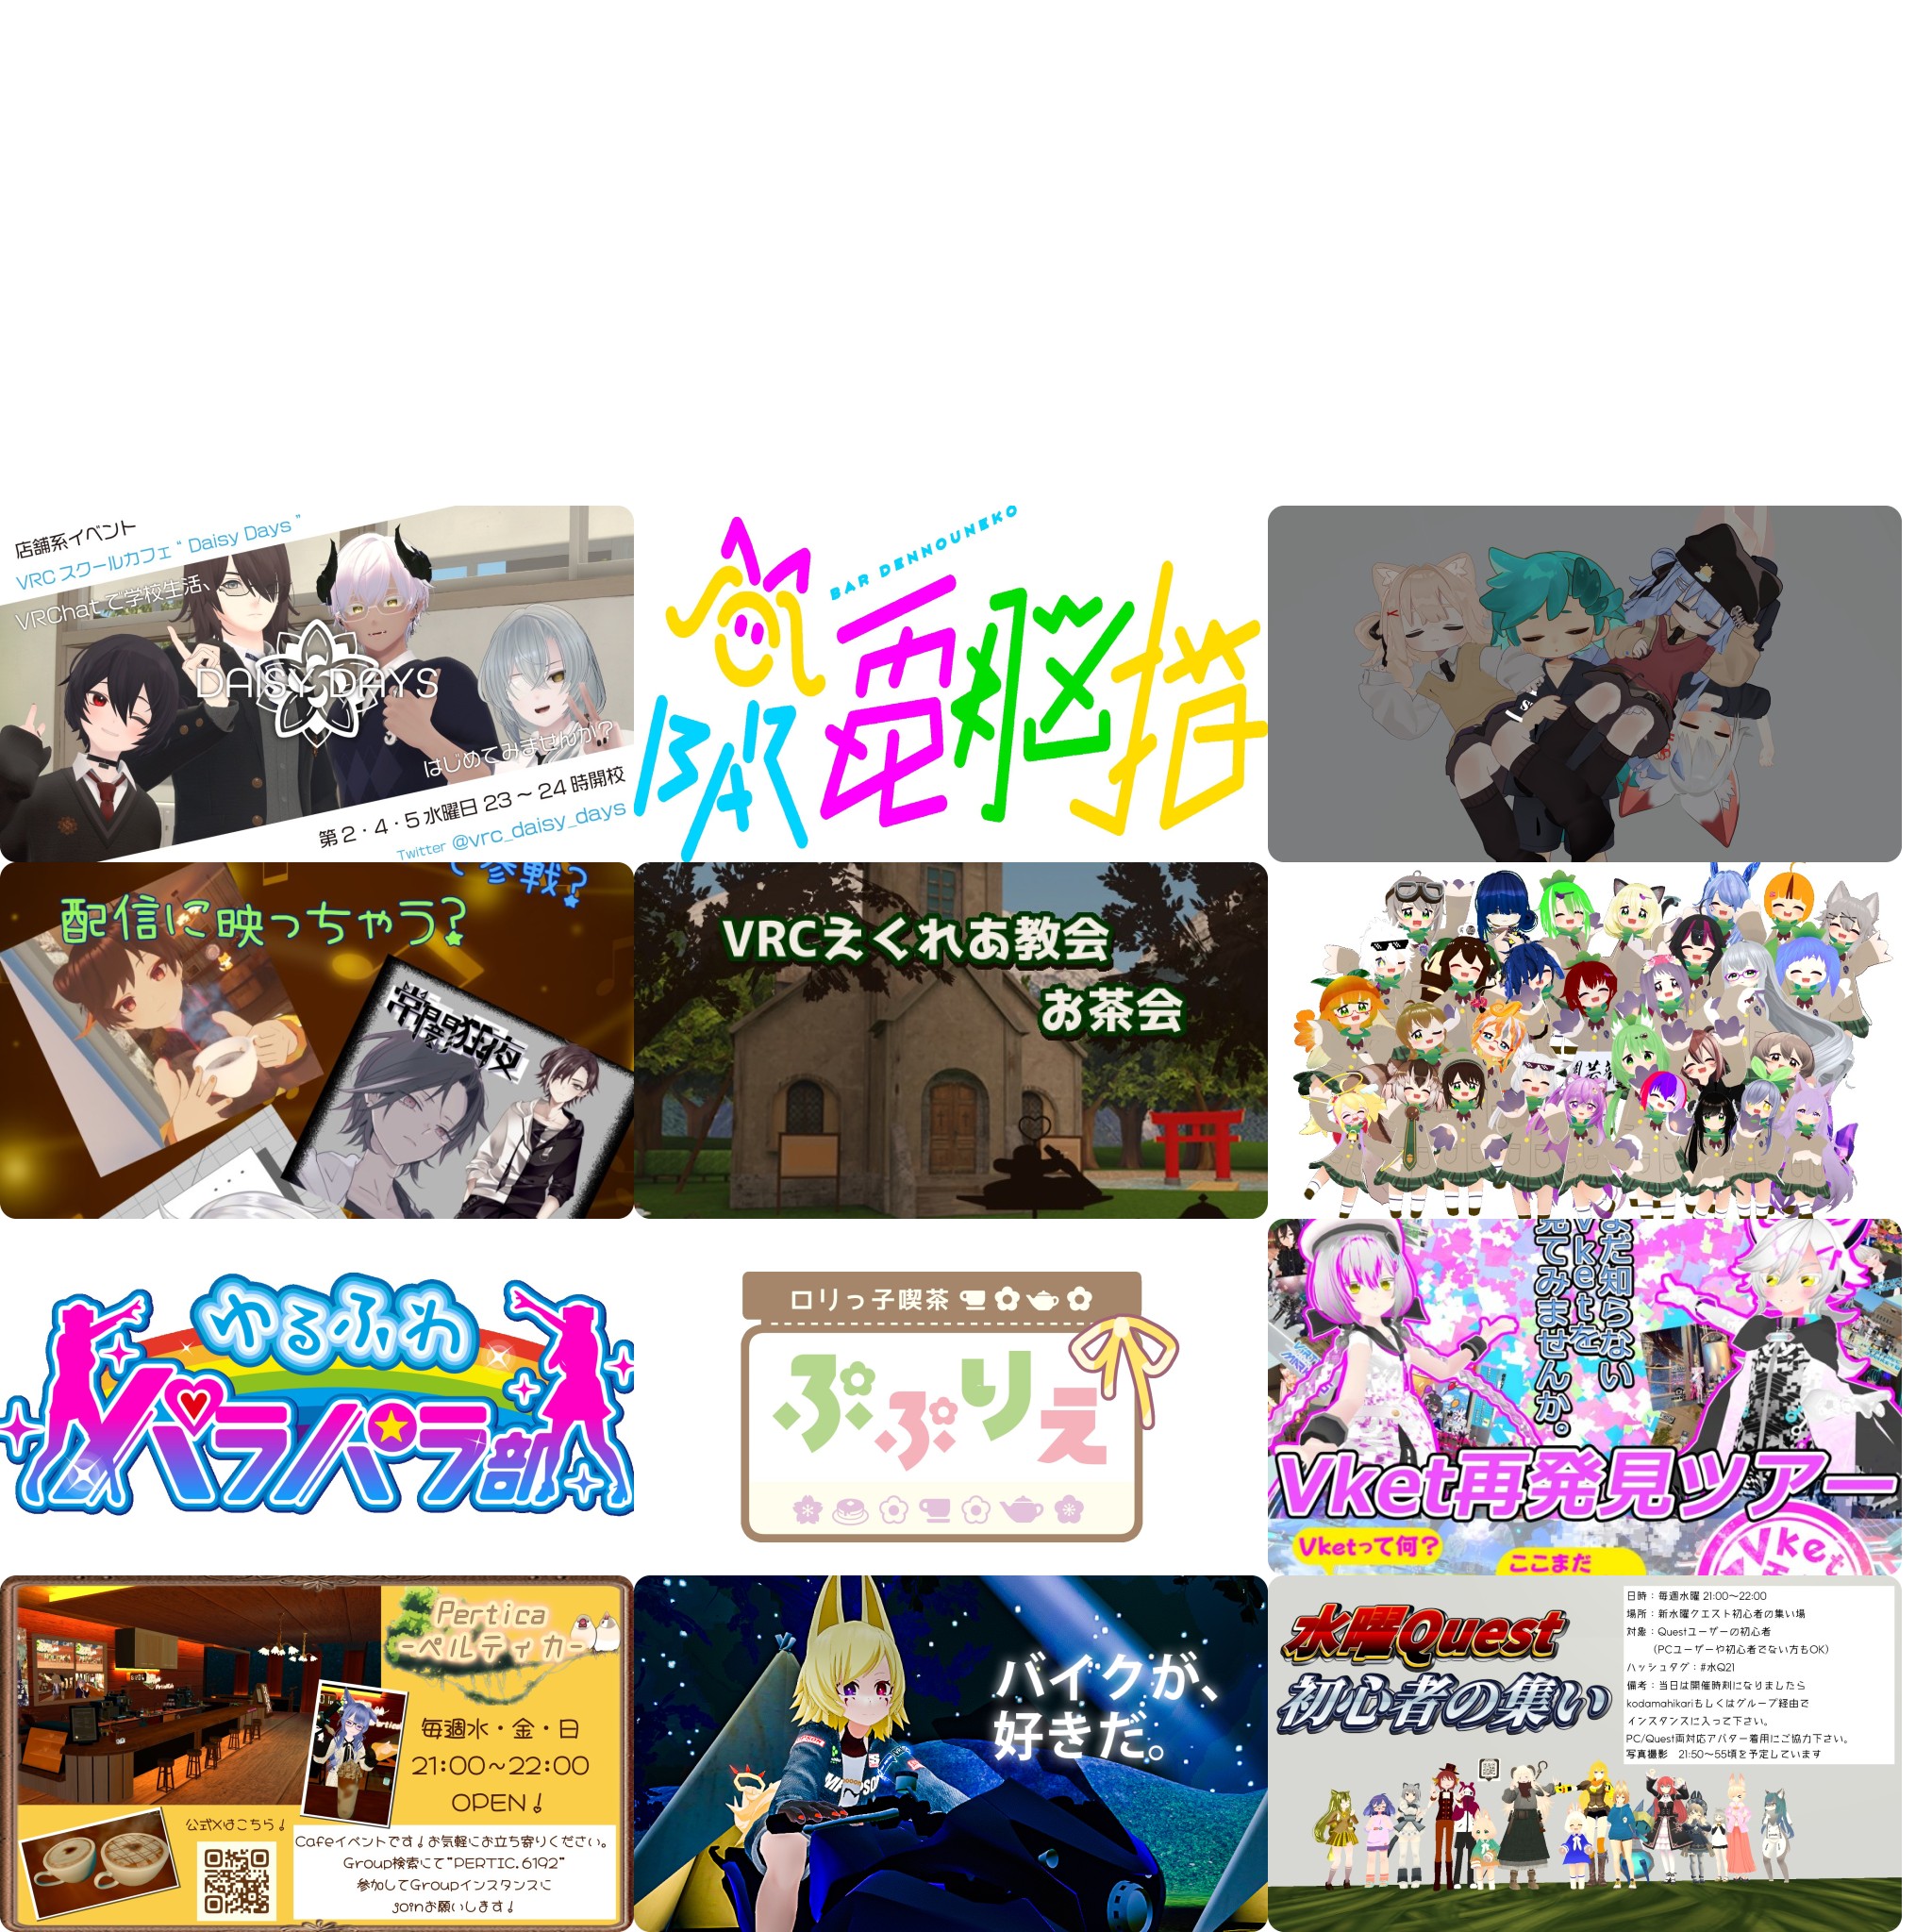 店舗系イベント
VRC スクールカフェ “ Daisy Days ”
VRChat で学校生活、
DAISY DAYS
はじめてみませんか?
第 2・4・5 水曜日 23 ~ 24 時開校
Twitter @vrc_daisy_days
BAR DENNOUNEKO
BAR 電脳猫
で参戦?
配信に映っちゃう?
常影狄夜
VRCえくれあ教会
お茶会
ゆるふわ
パラパラ部
ロリっ子喫茶
ぷぷりえ
まだ知らない
Vketを
見てみませんか。
Vket再発見ツアー
Vketって何?
ここまだ
Vket
Pertica
-ペルティカ-
毎週水・金・日
21:00~22:00
OPEN!
公式Xはこちら!
Cafeイベントです!お気軽にお立ち寄りください。
Group検索にて"PERTIC.6192"
参加してGroupインスタンスに
joinお願いします!
バイクが、
好きだ。
水曜Quest
初心者の集い
日時:毎週水曜 21:00~22:00
場所:新水曜クエスト初心者の集い場
対象:Questユーザーの初心者
(PCユーザーや初心者でない方もOK)
ハッシュタグ:#水Q21
備考:当日は開催時刻になりましたら
kodamahikariもしくはグループ経由で
インスタンスに入って下さい。
PC/Quest両対応アバター着用にご協力下さい。
写真撮影 21:50~55頃を予定しています